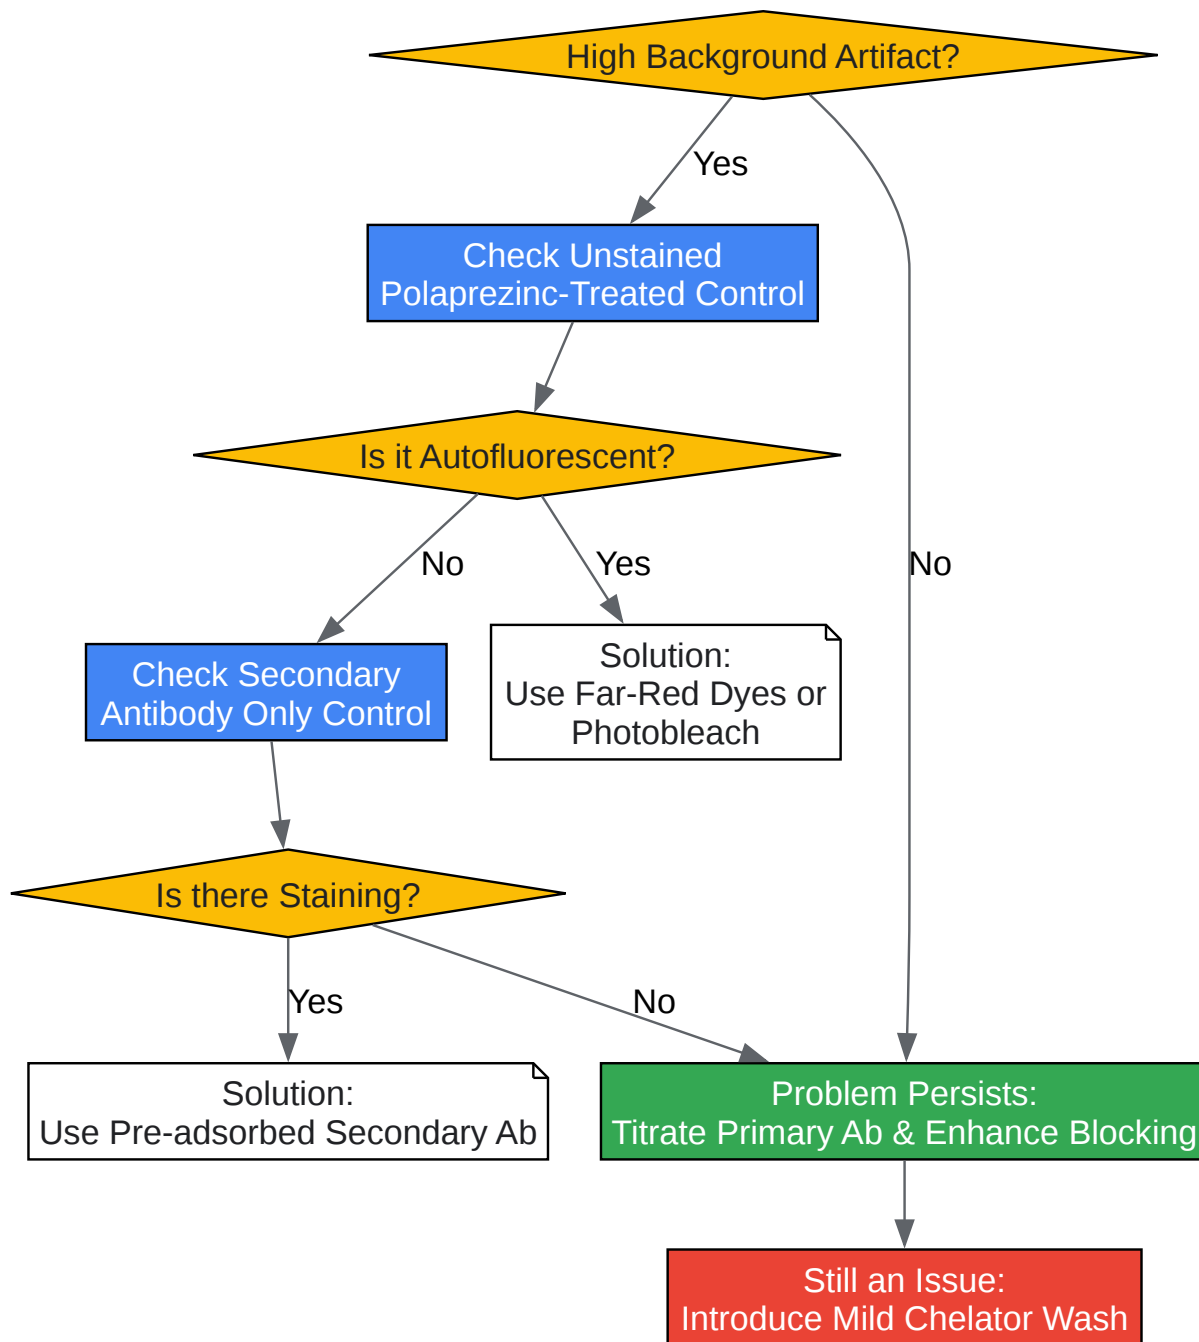 High Background Artifact?
Yes
Check Unstained
Polaprezinc-Treated Control
Is it Autofluorescent?
No
Yes
No
Check Secondary
Antibody Only Control
Solution:
Use Far-Red Dyes or
Photobleach
Is there Staining?
Yes
No
Solution:
Use Pre-adsorbed Secondary Ab
Problem Persists:
Titrate Primary Ab & Enhance Blocking
Still an Issue:
Introduce Mild Chelator Wash